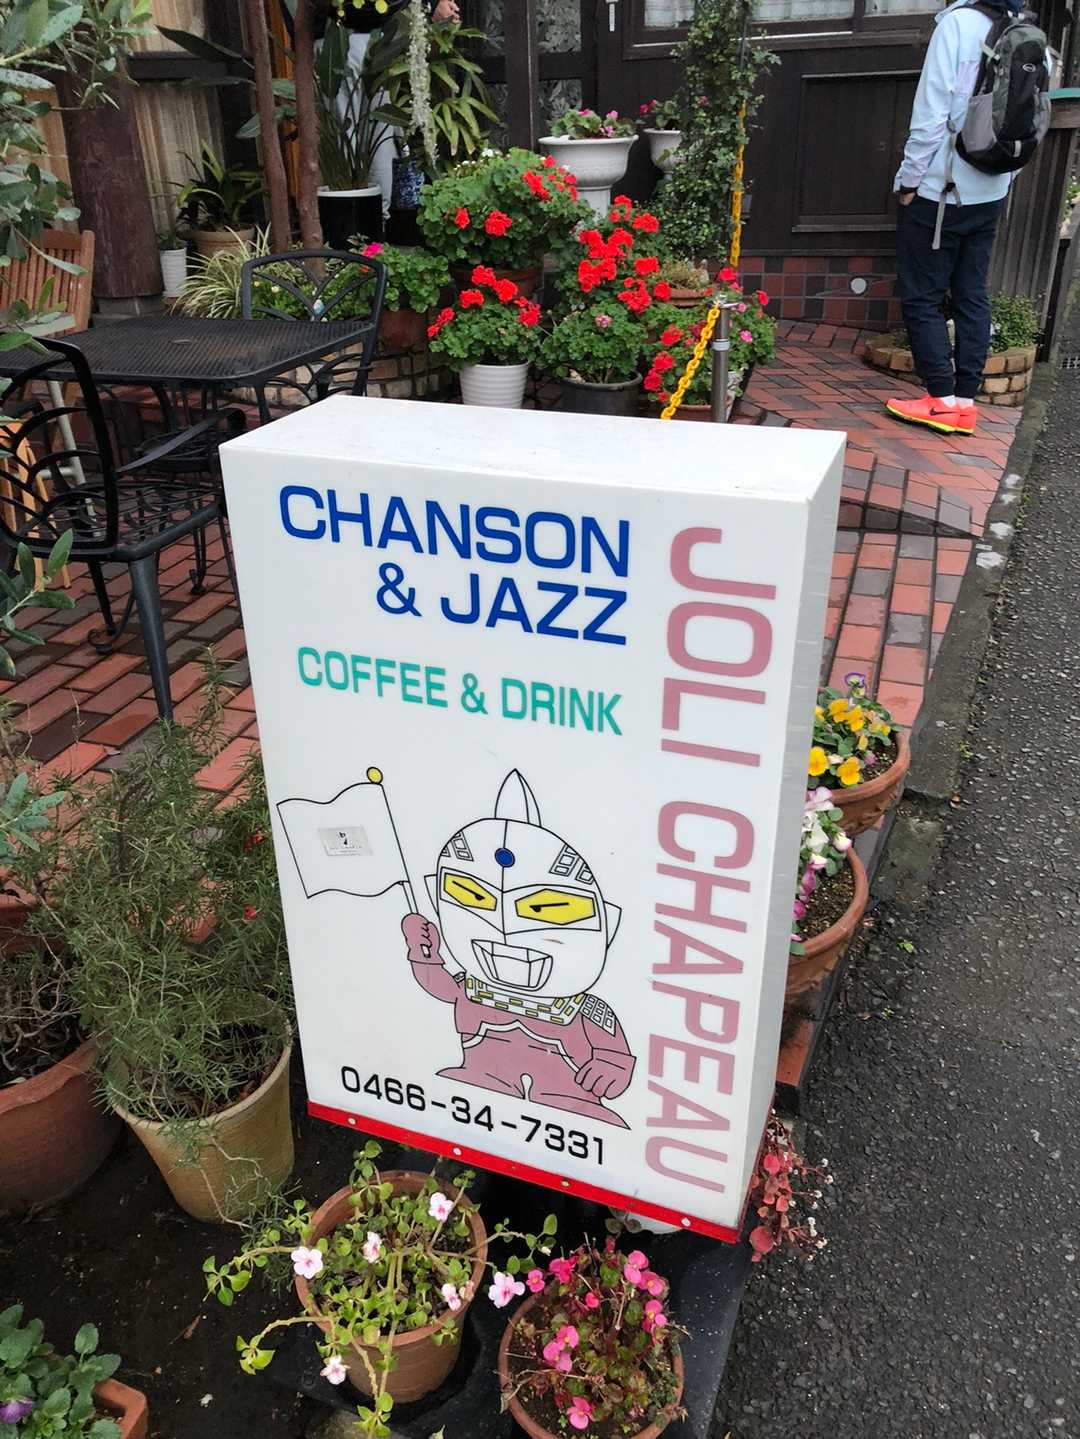 CHANSON
& JAZZ
COFFEE & DRINK
JOLI CHAPEAU
0466-34-7331